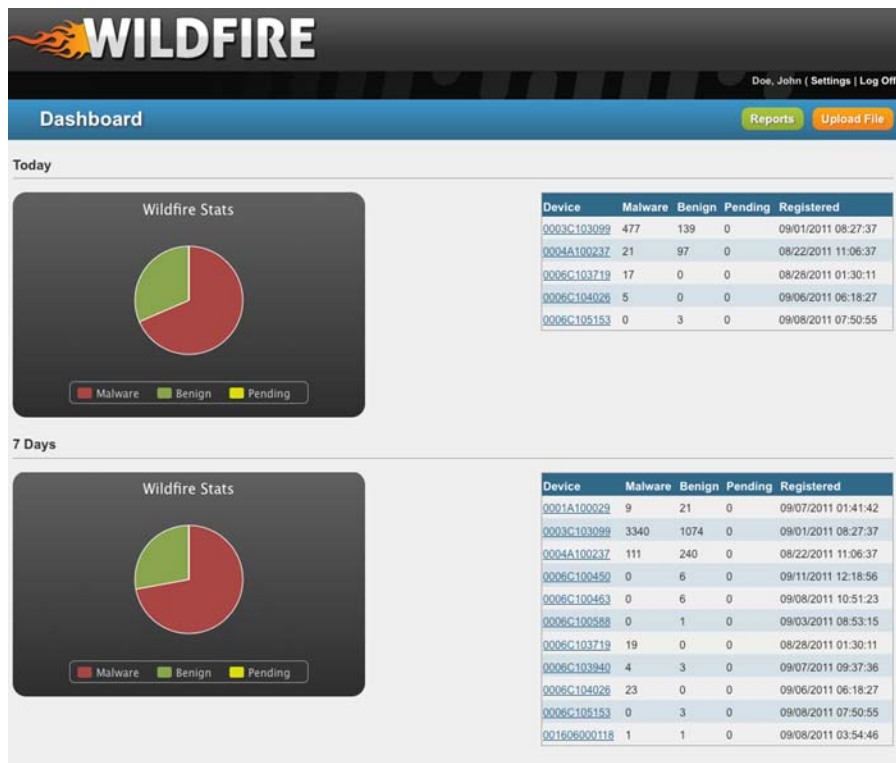 WILDFIRE
Doe, John ( Settings | Log Off
Dashboard
Reports
Upload File
Today
Wildfire Stats
Malware Benign Pending
Device Malware Benign Pending Registered
0003C103099 477 139 0 09/01/2011 08:27:37
0004A100237 21 97 0 08/22/2011 11:06:37
0006C103719 17 0 0 08/28/2011 01:30:11
0006C104026 5 0 0 09/06/2011 06:18:27
0006C105153 0 3 0 09/08/2011 07:50:55
7 Days
Wildfire Stats
Malware Benign Pending
Device Malware Benign Pending Registered
0001A100029 9 21 0 09/07/2011 01:41:42
0003C103099 3340 1074 0 09/01/2011 08:27:37
0004A100237 111 240 0 08/22/2011 11:06:37
0006C100450 0 6 0 09/11/2011 12:18:56
0006C100463 0 6 0 09/08/2011 10:51:23
0006C100588 0 1 0 09/03/2011 08:53:15
0006C103719 19 0 0 08/28/2011 01:30:11
0006C103940 4 3 0 09/07/2011 09:37:36
0006C104026 23 0 0 09/06/2011 06:18:27
0006C105153 0 3 0 09/08/2011 07:50:55
001606000118 1 1 0 09/08/2011 03:54:46